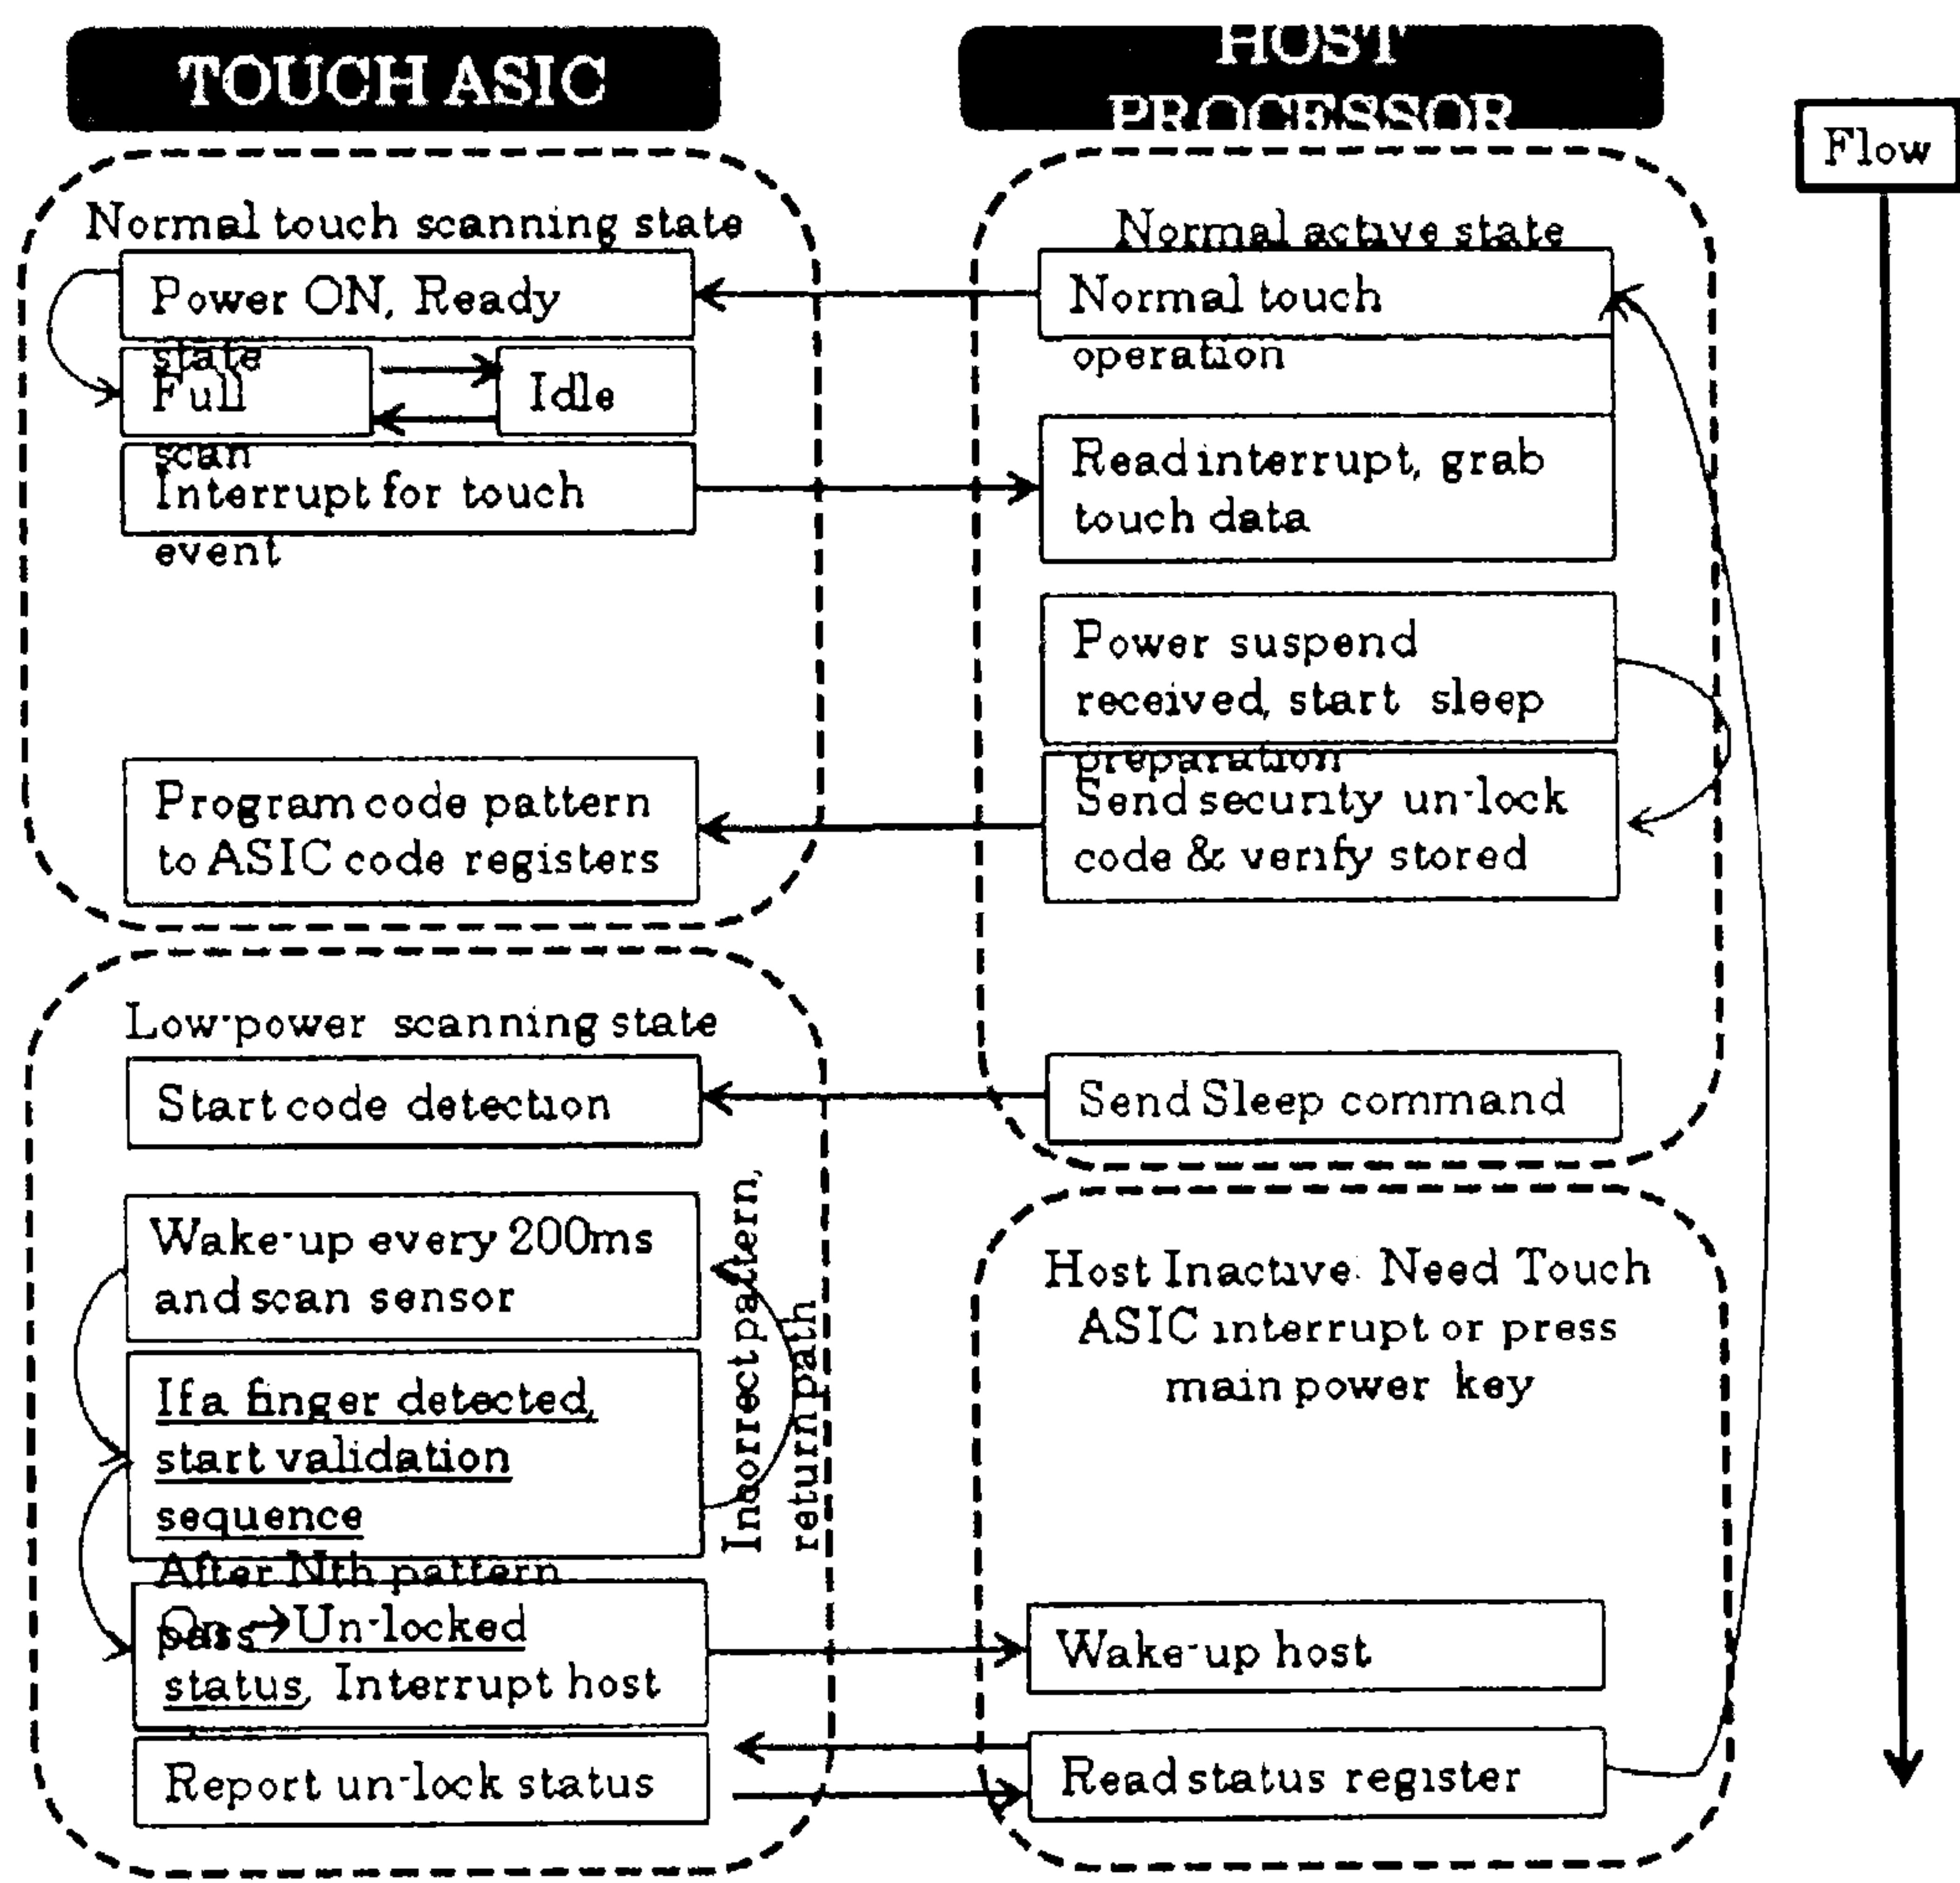 TOUCH ASIC
HOST
PROCESSOR
Flow
Normal touch scanning state
Power ON, Ready
state
Full
scan
Idle
Interrupt for touch
event
Program code pattern
to ASIC code registers
Normal active state
Normal touch
operation
Read interrupt, grab
touch data
Power suspend
received, start sleep
preparation
Send security un-lock
code & verify stored
Send Sleep command
Low-power scanning state
Start code detection
Wake-up every 200ms
and scan sensor
If a finger detected,
start validation
sequence
After Nth pattern
pass
On → Un-locked
status, Interrupt host
Report un-lock status
Incorrect pattern,
return path
Host Inactive. Need Touch
ASIC interrupt or press
main power key
Wake-up host
Read status register